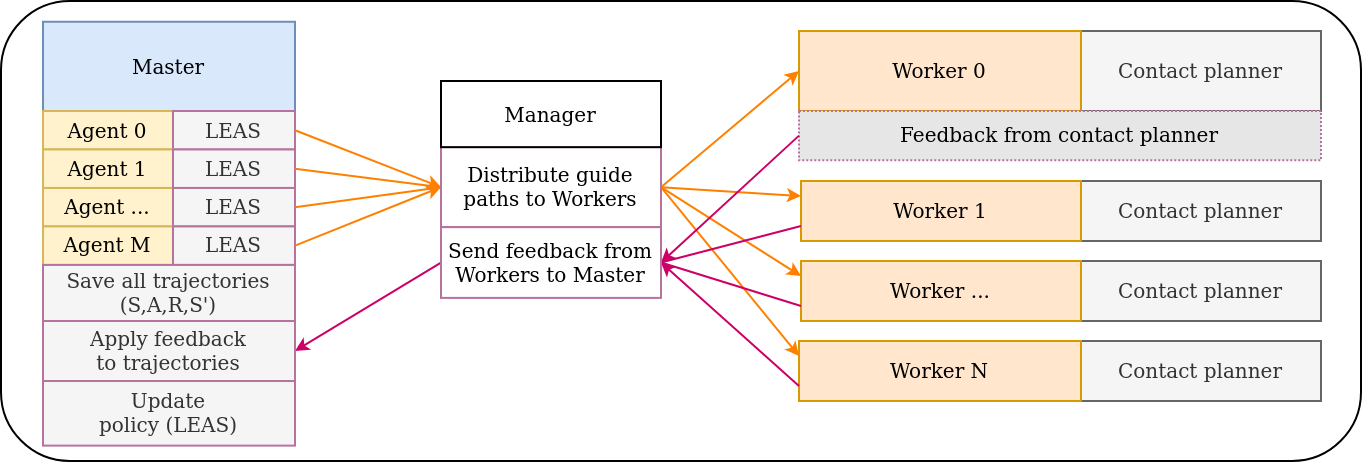 Master
Agent 0
LEAS
Agent 1
LEAS
Agent ...
LEAS
Agent M
LEAS
Save all trajectories
(S,A,R,S')
Apply feedback
to trajectories
Update
policy (LEAS)
Manager
Distribute guide
paths to Workers
Send feedback from
Workers to Master
Worker 0
Contact planner
Feedback from contact planner
Worker 1
Contact planner
Worker ...
Contact planner
Worker N
Contact planner